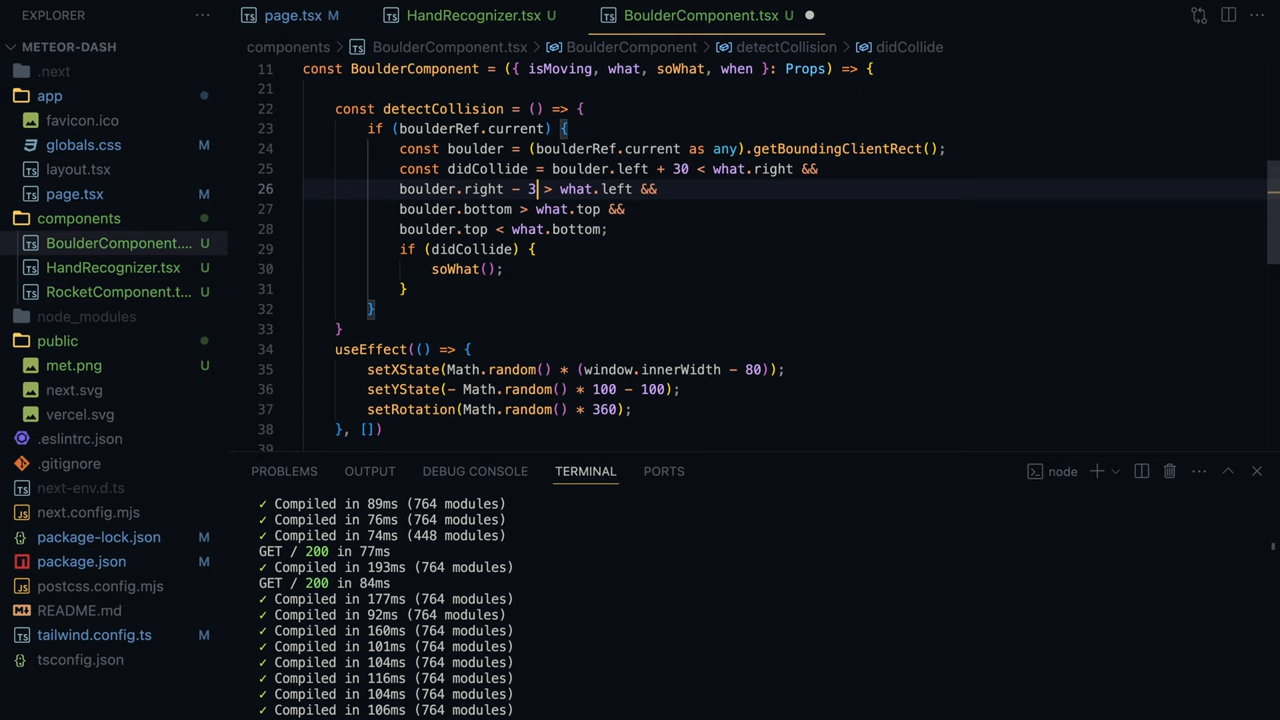 EXPLORER
METEOR-DASH
.next
app
favicon.ico
globals.css M
layout.tsx
page.tsx M
components
BoulderComponent.... U
HandRecognizer.tsx U
RocketComponent.t... U
node_modules
public
met.png U
next.svg
vercel.svg
.eslintrc.json
.gitignore
next-env.d.ts
next.config.mjs
package-lock.json M
package.json M
postcss.config.mjs
README.md
tailwind.config.ts M
tsconfig.json
page.tsx M HandRecognizer.tsx U BoulderComponent.tsx U
components > BoulderComponent.tsx > BoulderComponent > detectCollision > didCollide
11 const BoulderComponent = ({ isMoving, what, soWhat, when }: Props) => {
21
22 const detectCollision = () => {
23 if (boulderRef.current) {
24 const boulder = (boulderRef.current as any).getBoundingClientRect();
25 const didCollide = boulder.left + 30 < what.right &&
26 boulder.right - 3 > what.left &&
27 boulder.bottom > what.top &&
28 boulder.top < what.bottom;
29 if (didCollide) {
30 soWhat();
31 }
32 }
33 }
34 useEffect(() => {
35 setXState(Math.random() * (window.innerWidth - 80));
36 setYState(- Math.random() * 100 - 100);
37 setRotation(Math.random() * 360);
38 }, [])
39
PROBLEMS OUTPUT DEBUG CONSOLE TERMINAL PORTS node
✓ Compiled in 89ms (764 modules)
✓ Compiled in 76ms (764 modules)
✓ Compiled in 74ms (448 modules)
GET / 200 in 77ms
✓ Compiled in 193ms (764 modules)
GET / 200 in 84ms
✓ Compiled in 177ms (764 modules)
✓ Compiled in 92ms (764 modules)
✓ Compiled in 160ms (764 modules)
✓ Compiled in 101ms (764 modules)
✓ Compiled in 104ms (764 modules)
✓ Compiled in 116ms (764 modules)
✓ Compiled in 104ms (764 modules)
✓ Compiled in 106ms (764 modules)